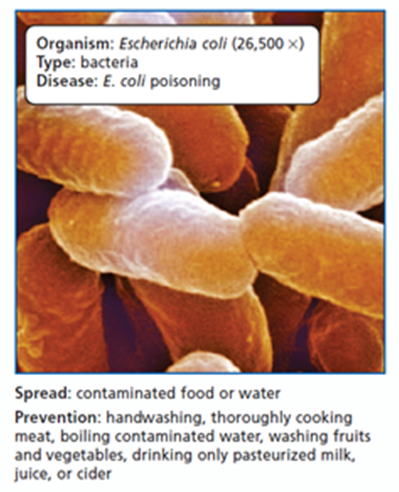 Organism: Escherichia coli (26,500 ×)
Type: bacteria
Disease: E. coli poisoning
Spread: contaminated food or water
Prevention: handwashing, thoroughly cooking
meat, boiling contaminated water, washing fruits
and vegetables, drinking only pasteurized milk,
juice, or cider